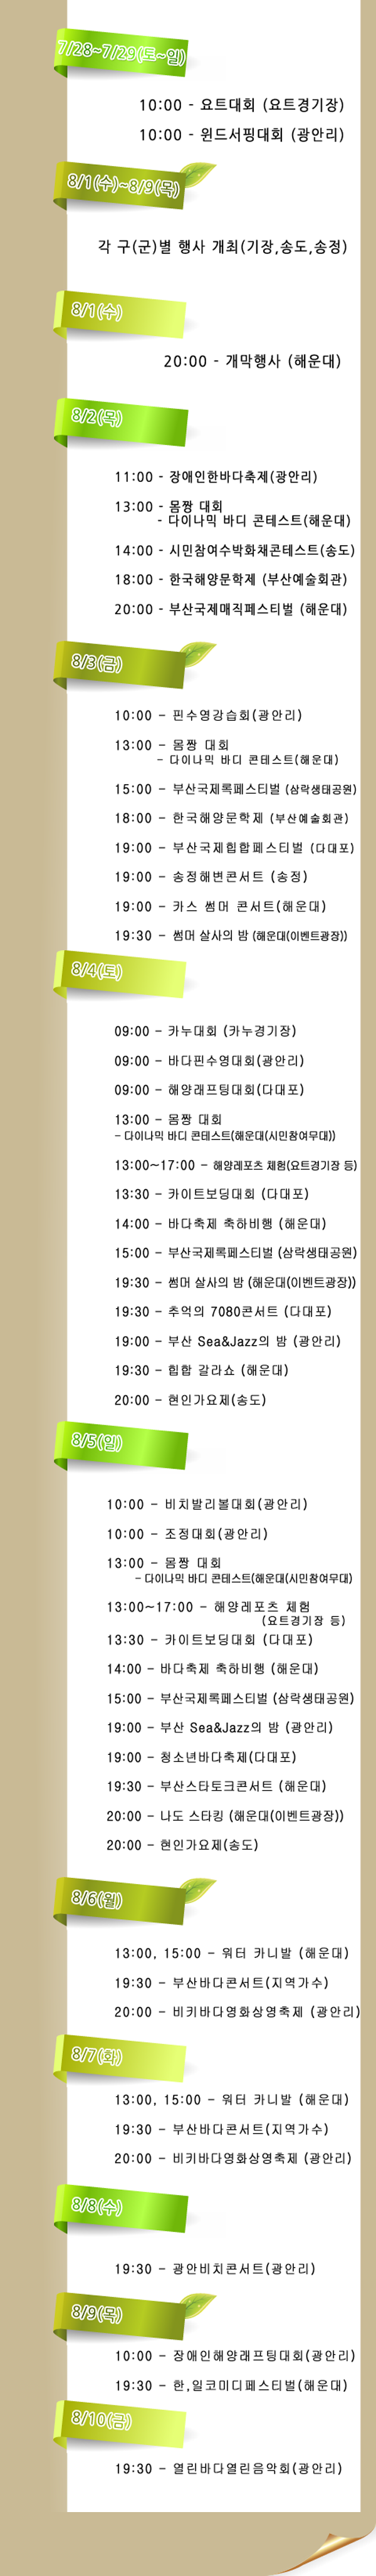 7/28~7/29(토~일)
10:00 - 요트대회 (요트경기장)
10:00 - 윈드서핑대회 (광안리)
8/1(수)~8/9(목)
각 구(군)별 행사 개최(기장,송도,송정)
8/1(수)
20:00 - 개막행사 (해운대)
8/2(목)
11:00 - 장애인한바다축제(광안리)
13:00 - 몸짱 대회
- 다이나믹 바디 콘테스트(해운대)
14:00 - 시민참여수박화채콘테스트(송도)
18:00 - 한국해양문학제 (부산예술회관)
20:00 - 부산국제매직페스티벌 (해운대)
8/3(금)
10:00 – 핀수영강습회(광안리)
13:00 – 몸짱 대회
– 다이나믹 바디 콘테스트(해운대)
15:00 – 부산국제록페스티벌 (삼락생태공원)
18:00 – 한국해양문학제 (부산예술회관)
19:00 – 부산국제힙합페스티벌 (다대포)
19:00 – 송정해변콘서트 (송정)
19:00 – 카스 썸머 콘서트(해운대)
19:30 – 썸머 살사의 밤 (해운대(이벤트광장))
8/4(토)
09:00 – 카누대회 (카누경기장)
09:00 – 바다핀수영대회(광안리)
09:00 – 해양래프팅대회(다대포)
13:00 – 몸짱 대회
– 다이나믹 바디 콘테스트(해운대(시민참여무대))
13:00~17:00 – 해양레포츠 체험(요트경기장 등)
13:30 – 카이트보딩대회 (다대포)
14:00 – 바다축제 축하비행 (해운대)
15:00 – 부산국제록페스티벌 (삼락생태공원)
19:30 – 썸머 살사의 밤 (해운대(이벤트광장))
19:30 – 추억의 7080콘서트 (다대포)
19:00 – 부산 Sea&Jazz의 밤 (광안리)
19:30 – 힙합 갈라쇼 (해운대)
20:00 – 현인가요제(송도)
8/5(일)
10:00 – 비치발리볼대회(광안리)
10:00 – 조정대회(광안리)
13:00 – 몸짱 대회
– 다이나믹 바디 콘테스트(해운대(시민참여무대)
13:00~17:00 – 해양레포츠 체험
(요트경기장 등)
13:30 – 카이트보딩대회 (다대포)
14:00 – 바다축제 축하비행 (해운대)
15:00 – 부산국제록페스티벌 (삼락생태공원)
19:00 – 부산 Sea&Jazz의 밤 (광안리)
19:00 – 청소년바다축제(다대포)
19:30 – 부산스타토크콘서트 (해운대)
20:00 – 나도 스타킹 (해운대(이벤트광장))
20:00 – 현인가요제(송도)
8/6(월)
13:00, 15:00 – 워터 카니발 (해운대)
19:30 – 부산바다콘서트(지역가수)
20:00 – 비키바다영화상영축제 (광안리)
8/7(화)
13:00, 15:00 – 워터 카니발 (해운대)
19:30 – 부산바다콘서트(지역가수)
20:00 – 비키바다영화상영축제 (광안리)
8/8(수)
19:30 – 광안비치콘서트(광안리)
8/9(목)
10:00 – 장애인해양래프팅대회(광안리)
19:30 – 한,일코미디페스티벌(해운대)
8/10(금)
19:30 – 열린바다열린음악회(광안리)